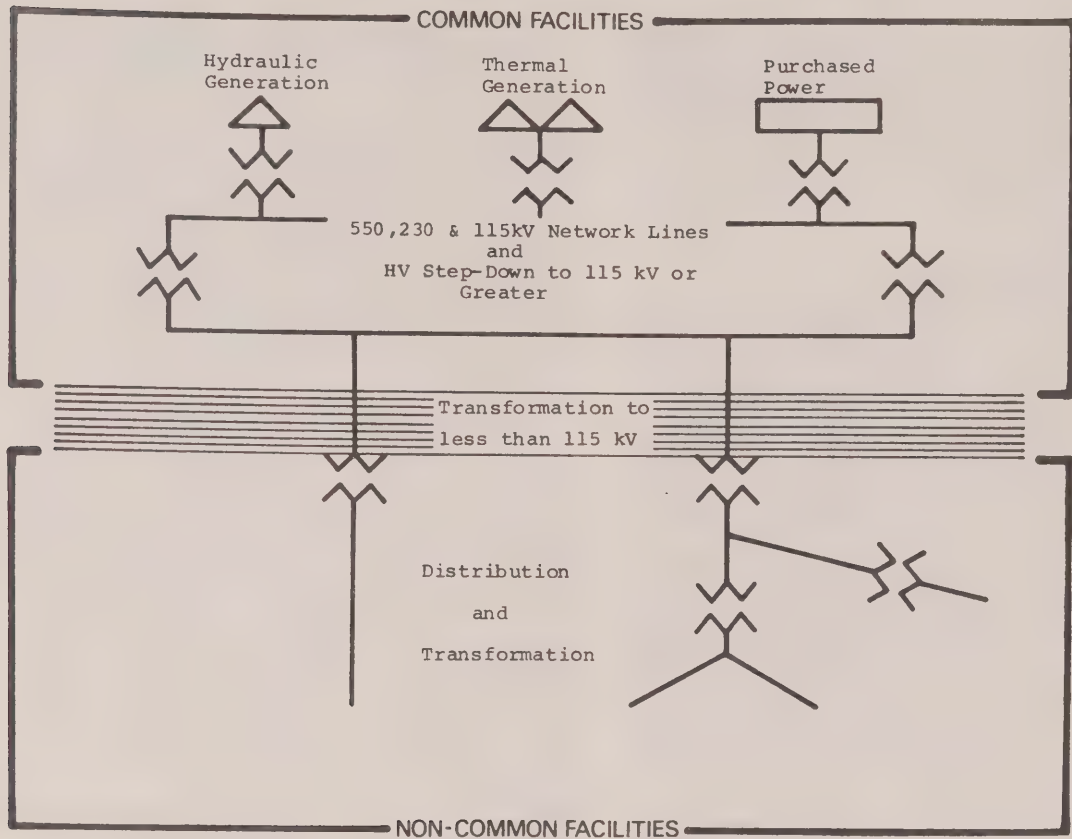 COMMON FACILITIES
Hydraulic
Generation
Thermal
Generation
Purchased
Power
550,230 & 115kV Network Lines
and
HV Step-Down to 115 kV or
Greater
Transformation to
less than 115 kV
Distribution
and
Transformation
NON-COMMON FACILITIES